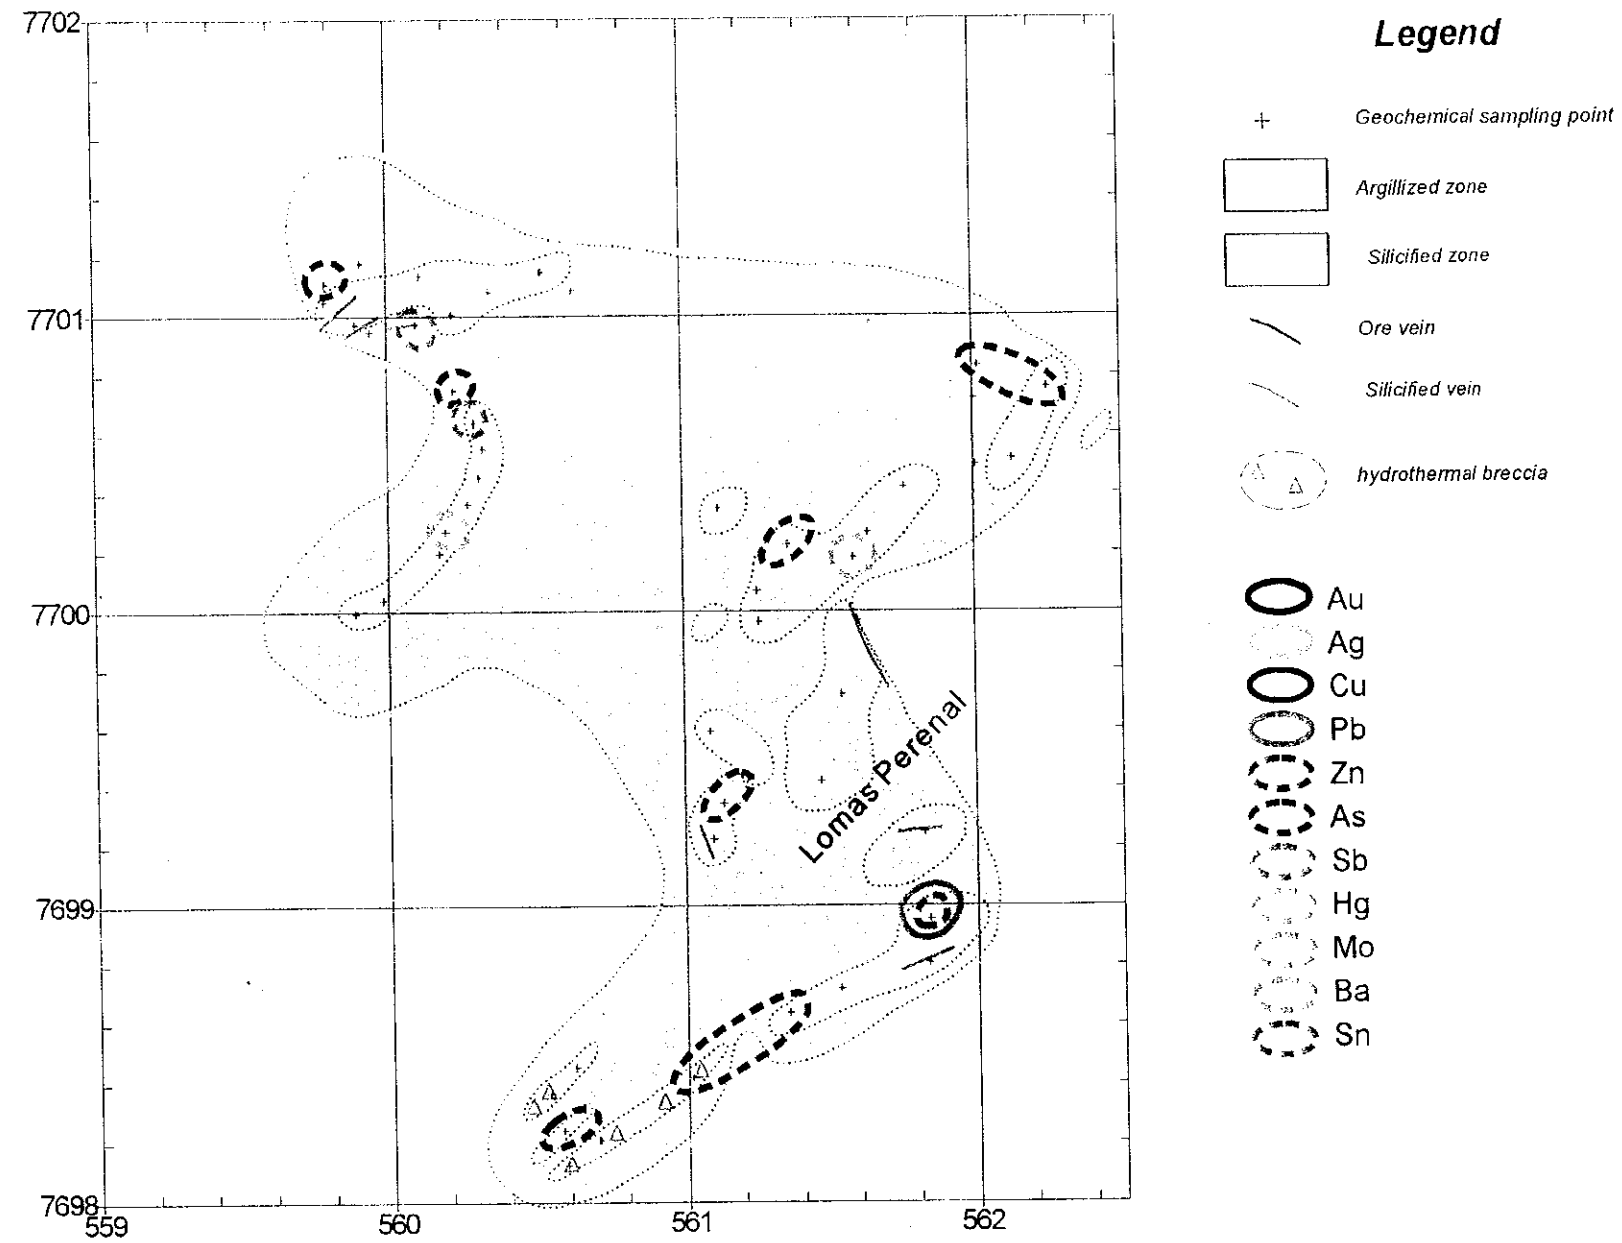 7702
7701
7700
7699
7698
559
560
561
562
Lomas Perenal
Legend
Geochemical sampling point
Argillized zone
Silicified zone
Ore vein
Silicified vein
hydrothermal breccia
Au
Ag
Cu
Pb
Zn
As
Sb
Hg
Mo
Ba
Sn